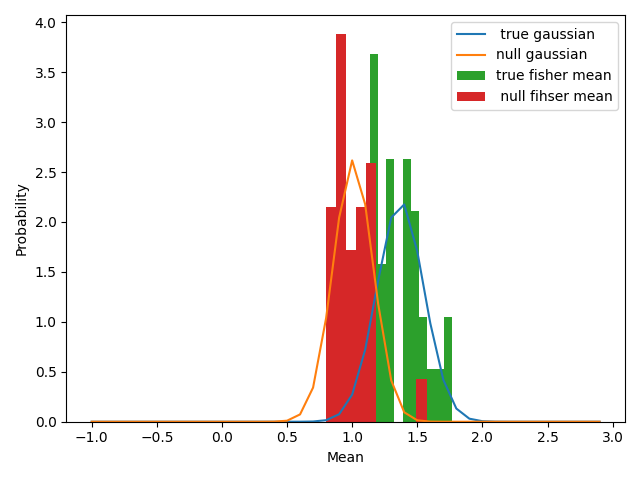 true gaussian
null gaussian
true fisher mean
null fihser mean
4.0
3.5
3.0
2.5
2.0
1.5
1.0
0.5
0.0
Probability
−1.0 −0.5 0.0 0.5 1.0 1.5 2.0 2.5 3.0
Mean